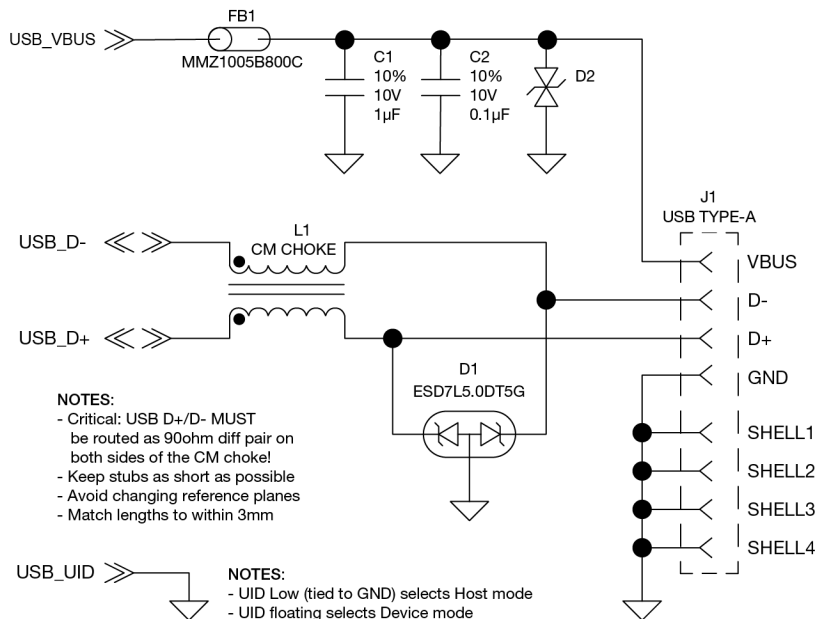 FB1
USB_VBUS
MMZ1005B800C
C1
10%
10V
1µF
C2
10%
10V
0.1µF
D2
J1
USB TYPE-A
L1
CM CHOKE
USB_D-
USB_D+
VBUS
D-
D+
GND
SHELL1
SHELL2
SHELL3
SHELL4
D1
ESD7L5.0DT5G
NOTES:
- Critical: USB D+/D- MUST
be routed as 90ohm diff pair on
both sides of the CM choke!
- Keep stubs as short as possible
- Avoid changing reference planes
- Match lengths to within 3mm
USB_UID
NOTES:
- UID Low (tied to GND) selects Host mode
- UID floating selects Device mode